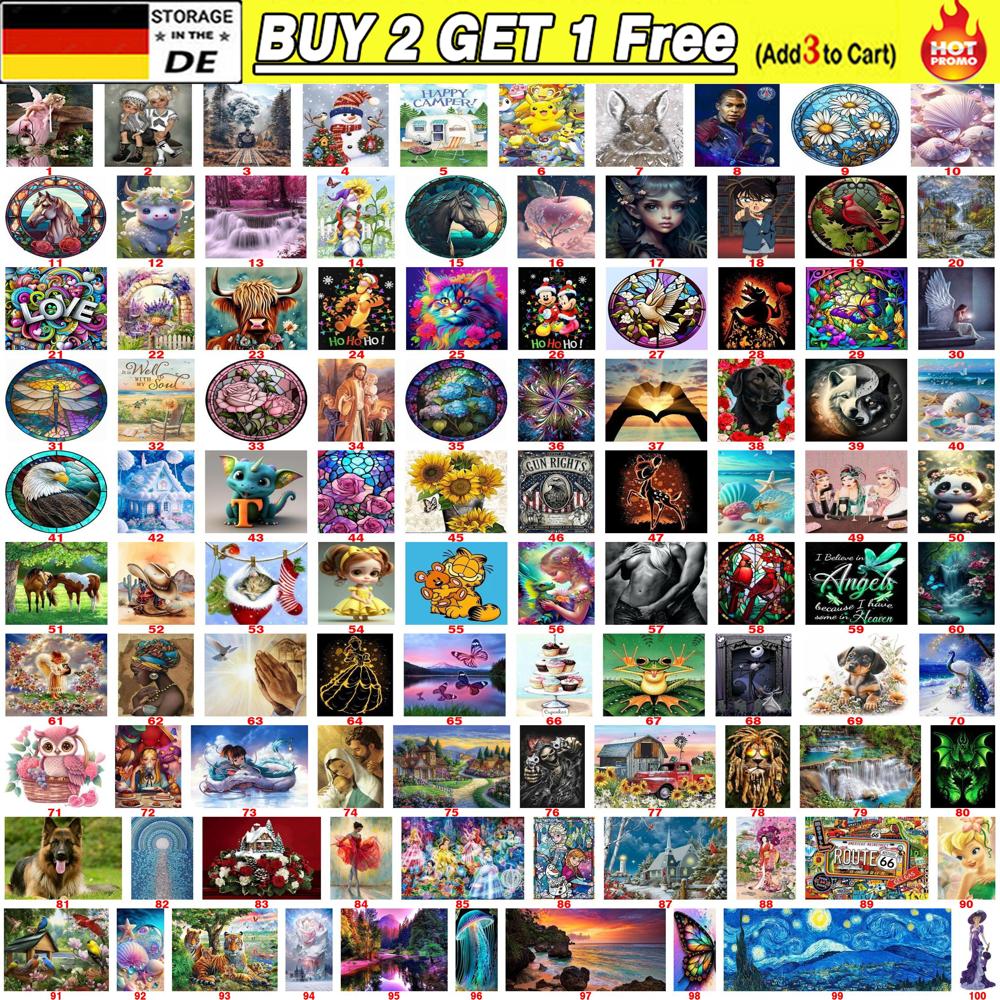 STORAGE
IN THE
DE
BUY 2 GET 1 Free
(Add 3 to Cart)
HOT
PROMO
HAPPY
CAMPER!
1 2 3 4 5 6 7 8 9 10
11 12 13 14 15 16 17 18 19 20
LOVE
HO HO HO !
HO HO HO !
21 22 23 24 25 26 27 28 29 30
It is Well
WITH MY
Soul
31 32 33 34 35 36 37 38 39 40
GUN RIGHTS
T
41 42 43 44 45 46 47 48 49 50
I Believe in
Angels
because I have
some in Heaven
51 52 53 54 55 56 57 58 59 60
Cupcakes
61 62 63 64 65 66 67 68 69 70
71 72 73 74 75 76 77 78 79 80
ROUTE
66
81 82 83 84 85 86 87 88 89 90
91 92 93 94 95 96 97 98 99 100